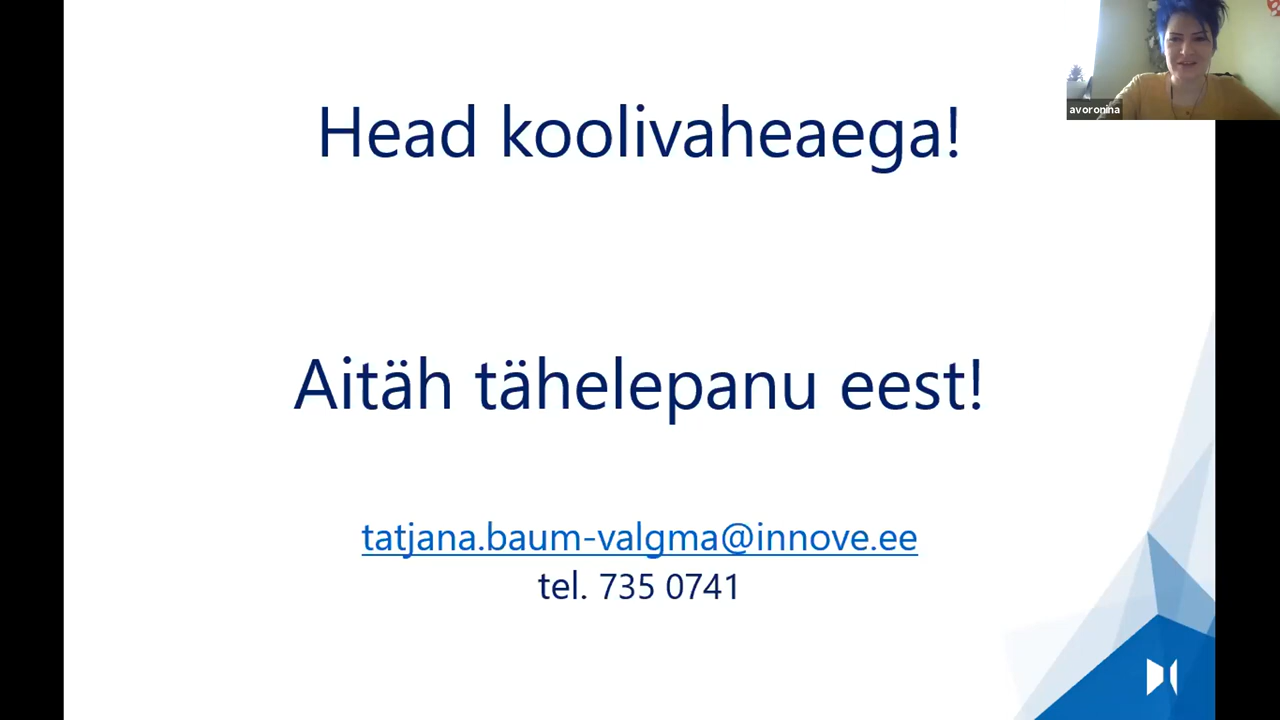 avoronina
Head koolivaheaega!
Aitäh tähelepanu eest!
tatjana.baum-valgma@innove.ee
tel. 735 0741